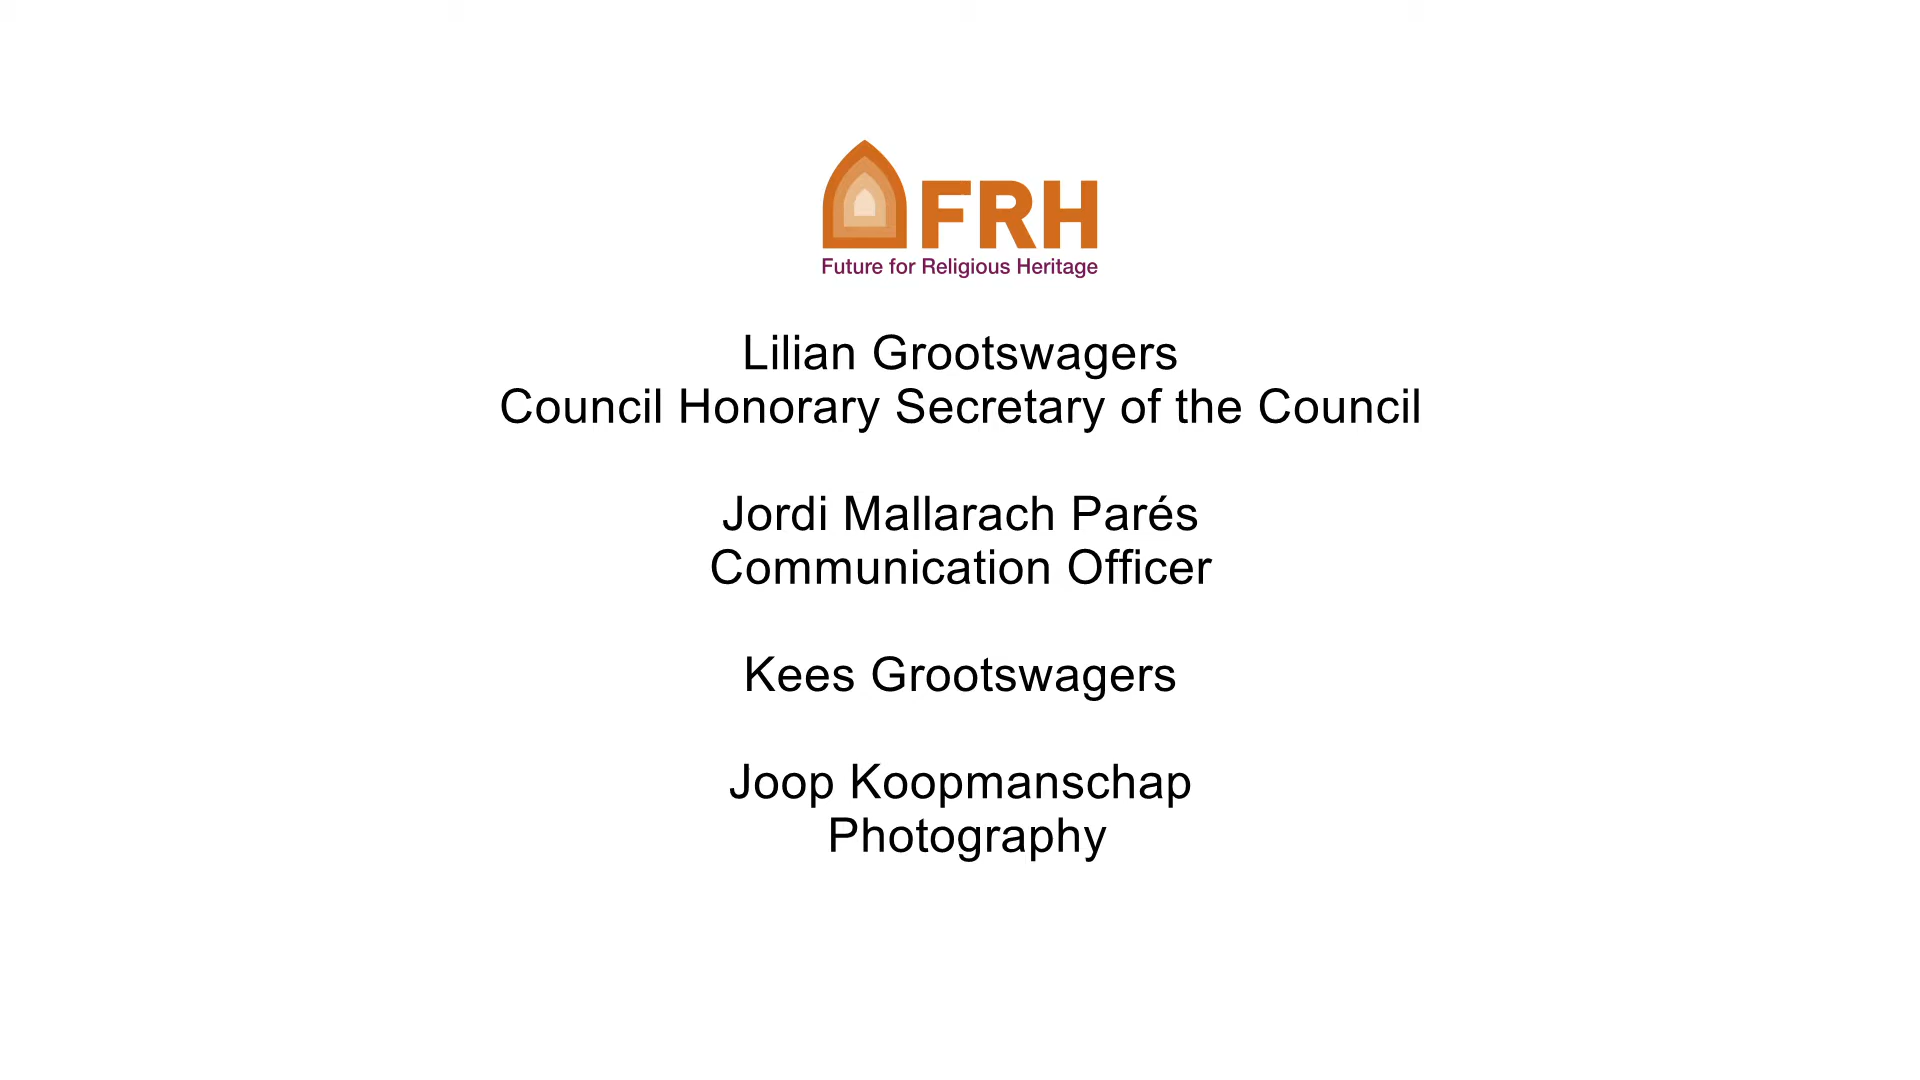 FRH
Future for Religious Heritage
Lilian Grootswagers
Council Honorary Secretary of the Council
Jordi Mallarach Parés
Communication Officer
Kees Grootswagers
Joop Koopmanschap
Photography